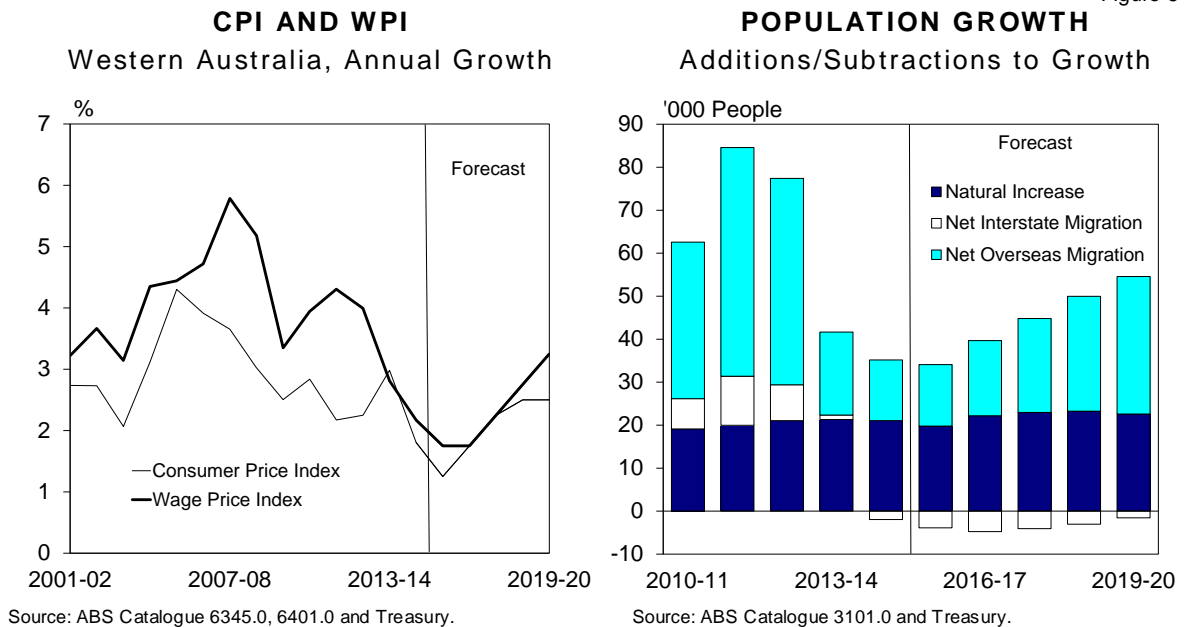 CPI AND WPI
Western Australia, Annual Growth
%
7
6
5
4
3
2
1
0
Forecast
Consumer Price Index
Wage Price Index
2001-02 2007-08 2013-14 2019-20
Source: ABS Catalogue 6345.0, 6401.0 and Treasury.
POPULATION GROWTH
Additions/Subtractions to Growth
'000 People
90
80
70
60
50
40
30
20
10
0
-10
Forecast
Natural Increase
Net Interstate Migration
Net Overseas Migration
2010-11 2013-14 2016-17 2019-20
Source: ABS Catalogue 3101.0 and Treasury.